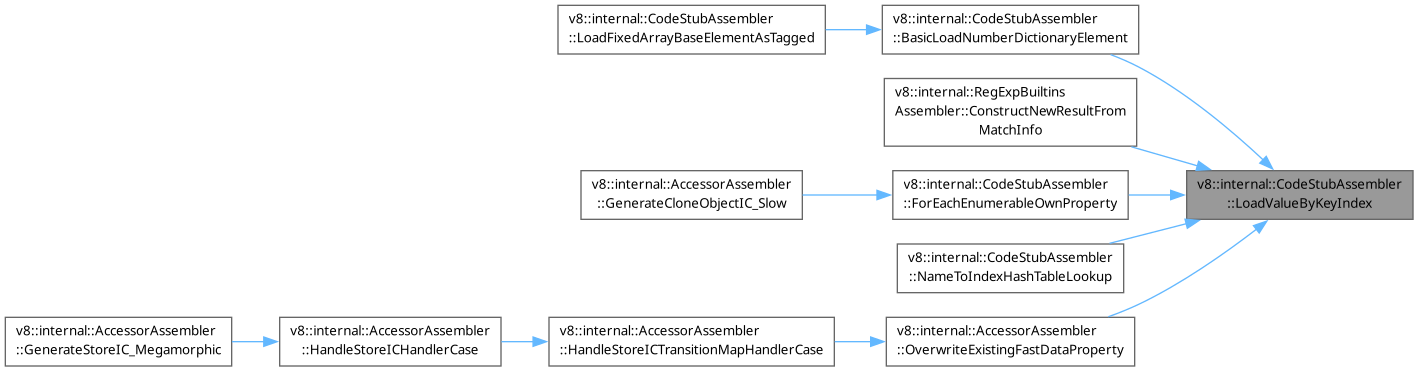 v8::internal::CodeStubAssembler
::LoadFixedArrayBaseElementAsTagged
v8::internal::CodeStubAssembler
::BasicLoadNumberDictionaryElement
v8::internal::RegExpBuiltins
Assembler::ConstructNewResultFrom
MatchInfo
v8::internal::AccessorAssembler
::GenerateCloneObjectIC_Slow
v8::internal::CodeStubAssembler
::ForEachEnumerableOwnProperty
v8::internal::CodeStubAssembler
::LoadValueByKeyIndex
v8::internal::CodeStubAssembler
::NameToIndexHashTableLookup
v8::internal::AccessorAssembler
::GenerateStoreIC_Megamorphic
v8::internal::AccessorAssembler
::HandleStoreICHandlerCase
v8::internal::AccessorAssembler
::HandleStoreICTransitionMapHandlerCase
v8::internal::AccessorAssembler
::OverwriteExistingFastDataProperty